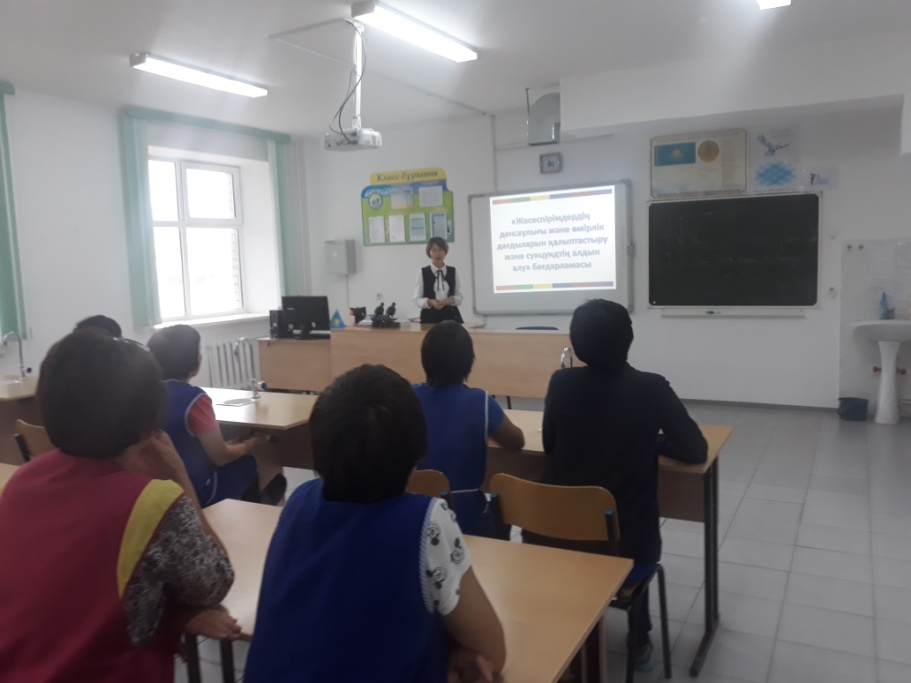 Класс бұрышы
«Жасөспірімдердің
денсаулығы және өмірлік
дағдыларын қалыптастыру
және суицидтің алдын
алу» бағдарламасы